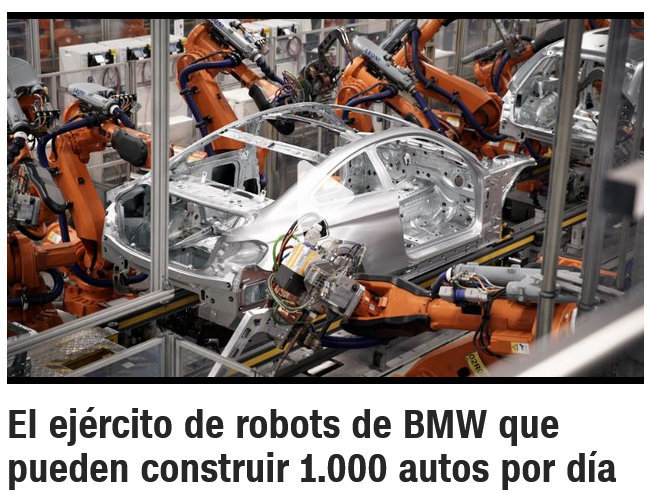 El ejército de robots de BMW que
pueden construir 1.000 autos por día